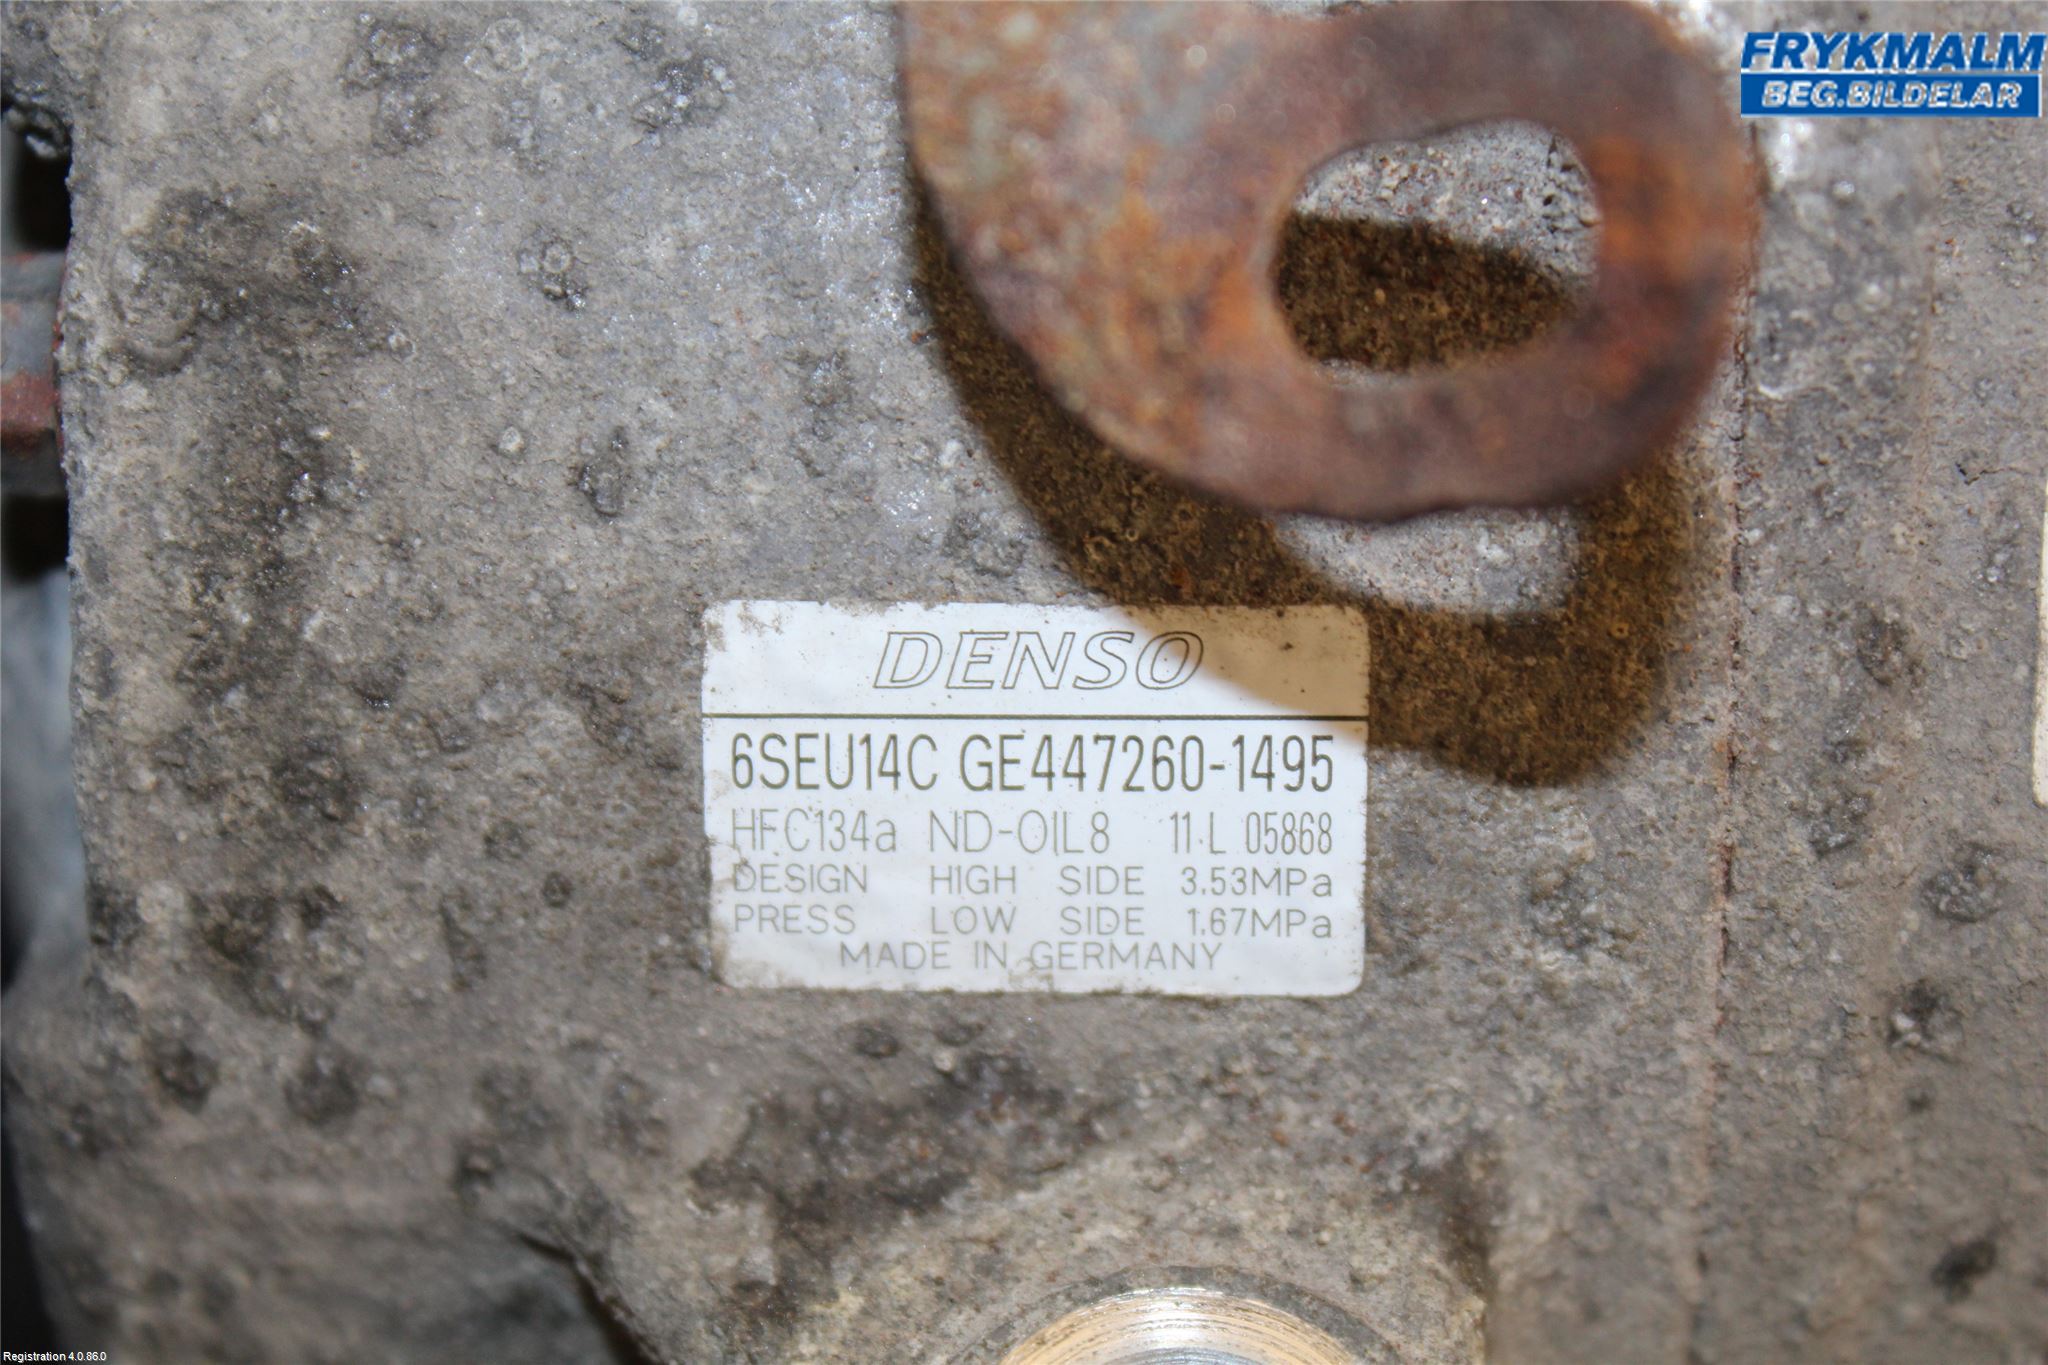 FRYKMALM
BEG.BILDELAR
DENSO
6SEU14C GE447260-1495
HFC134a ND-OIL8 11 L 05868
DESIGN HIGH SIDE 3.53MPa
PRESS LOW SIDE 1.67MPa
MADE IN GERMANY
Registration 4.0.86.0